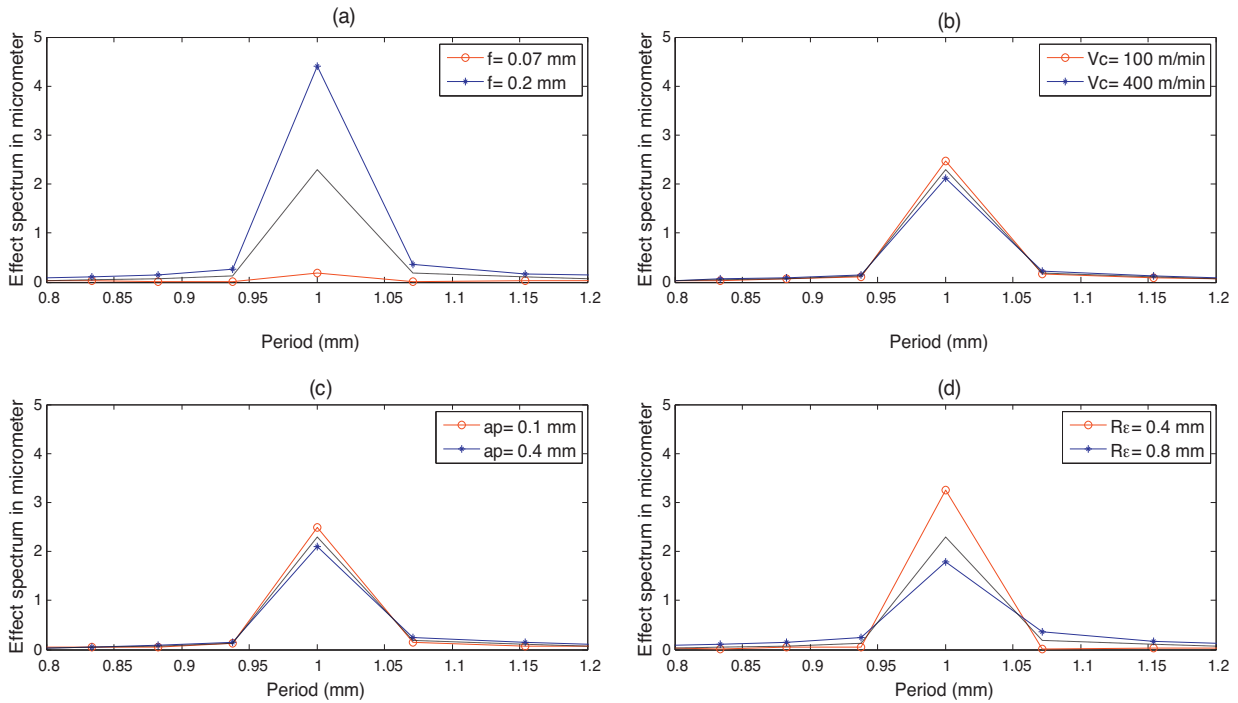 (a)
Effect spectrum in micrometer
5
4
3
2
1
0
f= 0.07 mm
f= 0.2 mm
0.8 0.85 0.9 0.95 1 1.05 1.1 1.15 1.2
Period (mm)
(b)
Effect spectrum in micrometer
5
4
3
2
1
0
Vc= 100 m/min
Vc= 400 m/min
0.8 0.85 0.9 0.95 1 1.05 1.1 1.15 1.2
Period (mm)
(c)
Effect spectrum in micrometer
5
4
3
2
1
0
ap= 0.1 mm
ap= 0.4 mm
0.8 0.85 0.9 0.95 1 1.05 1.1 1.15 1.2
Period (mm)
(d)
Effect spectrum in micrometer
5
4
3
2
1
0
Rε= 0.4 mm
Rε= 0.8 mm
0.8 0.85 0.9 0.95 1 1.05 1.1 1.15 1.2
Period (mm)